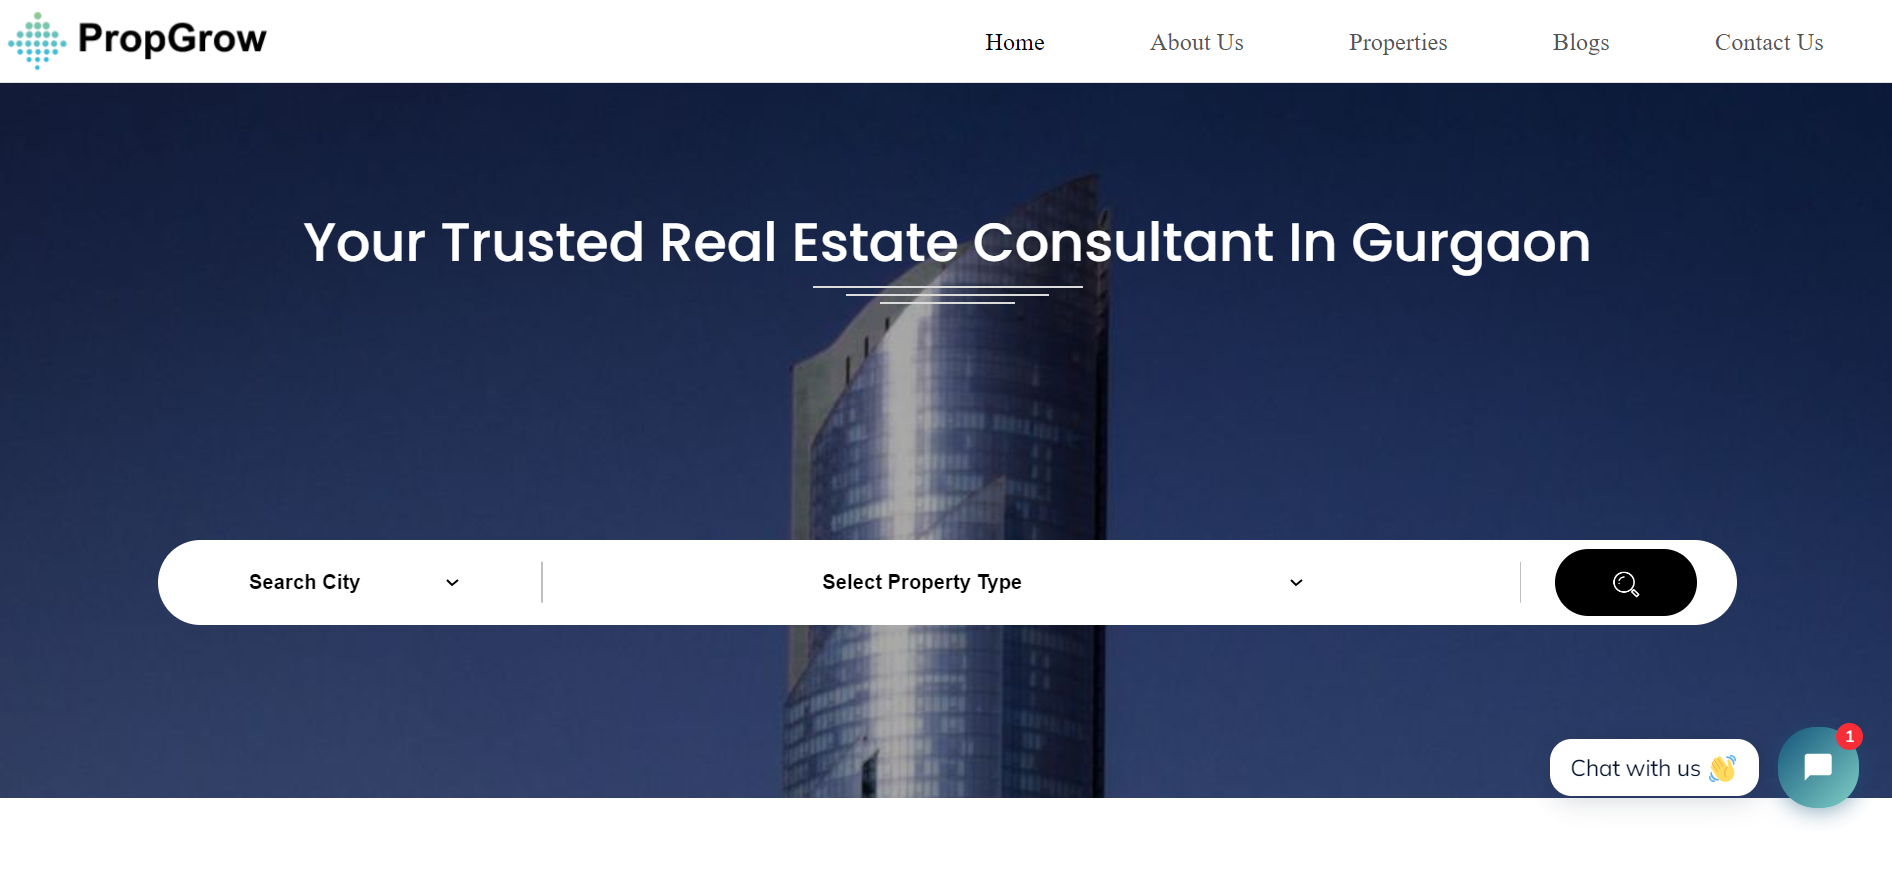 PropGrow
Home About Us Properties Blogs Contact Us
Your Trusted Real Estate Consultant In Gurgaon
Search City Select Property Type
1
Chat with us 👋